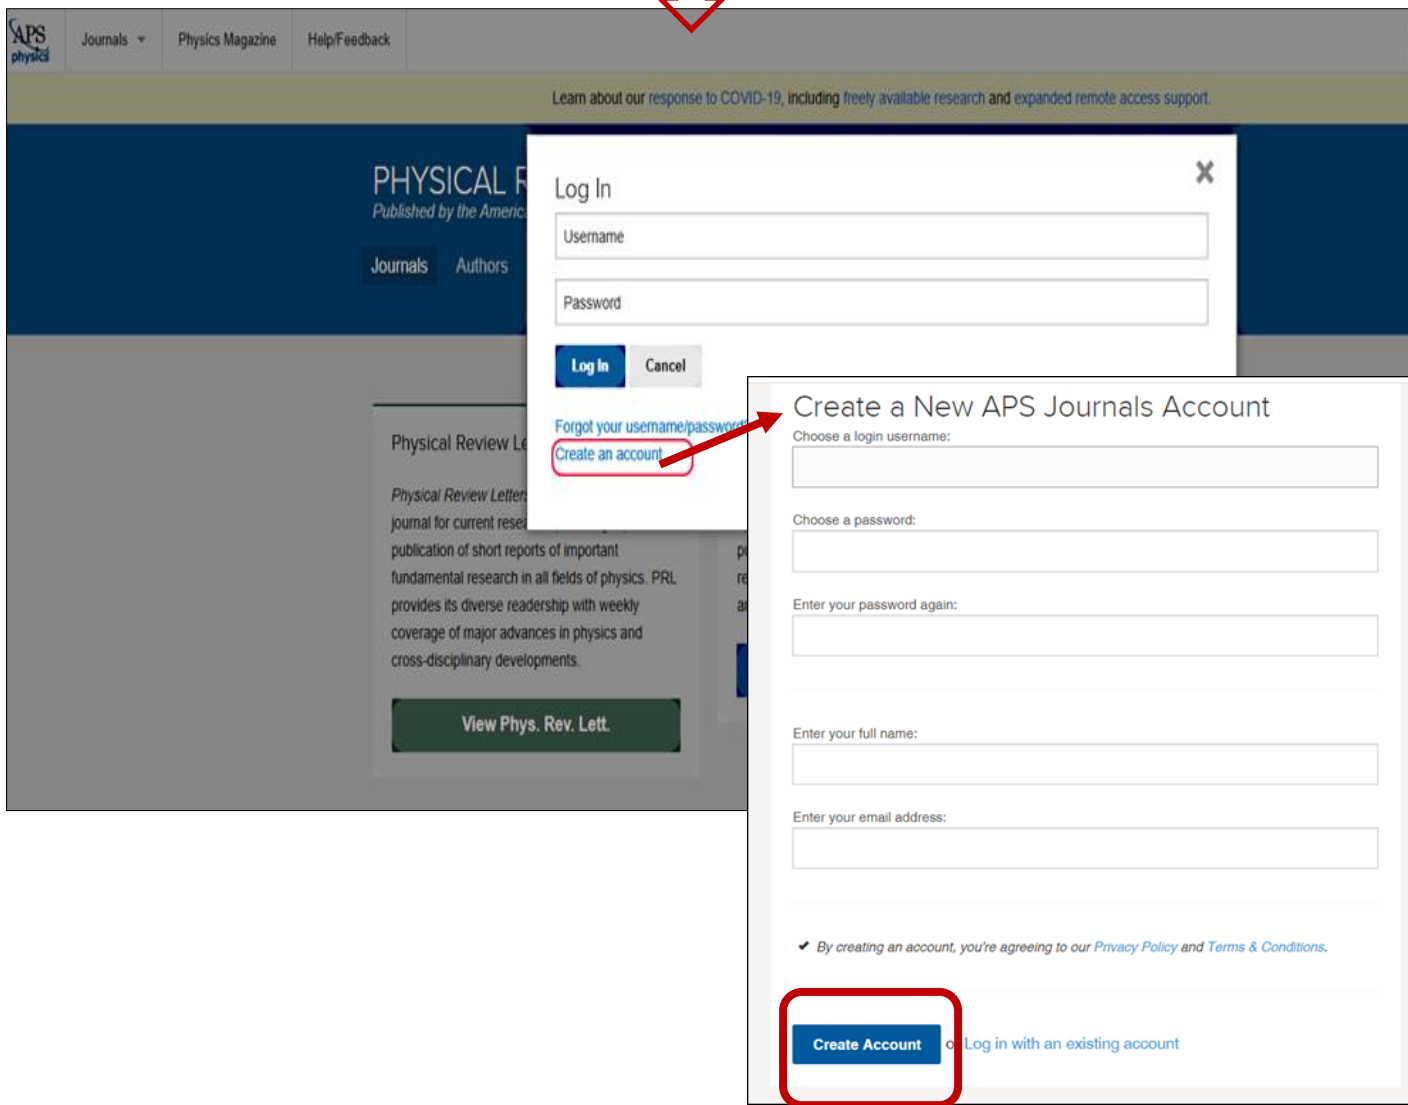 APS
physics
Journals
Physics Magazine
Help/Feedback
Learn about our response to COVID-19, including freely available research and expanded remote access support.
PHYSICAL R
Published by the Americ
Journals
Authors
Log In
Username
Password
Log In
Cancel
Forgot your username/password
Create an account
Physical Review Le
Physical Review Letter
journal for current resea
publication of short reports of important
fundamental research in all fields of physics. PRL
provides its diverse readership with weekly
coverage of major advances in physics and
cross-disciplinary developments.
View Phys. Rev. Lett.
Create a New APS Journals Account
Choose a login username:
Choose a password:
Enter your password again:
Enter your full name:
Enter your email address:
By creating an account, you're agreeing to our Privacy Policy and Terms & Conditions.
Create Account
Log in with an existing account